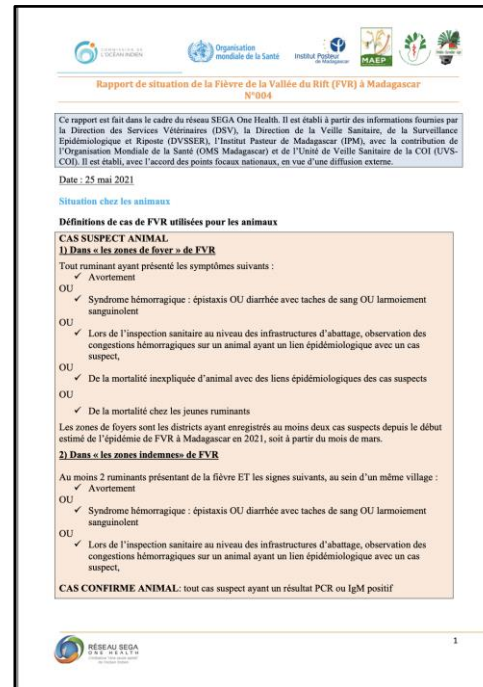 COMMISSION DE
L'OCÉAN INDIEN
Organisation
mondiale de la Santé
Institut Pasteur
de Madagascar
MAEP
Rapport de situation de la Fièvre de la Vallée du Rift (FVR) à Madagascar
N°004
Ce rapport est fait dans le cadre du réseau SEGA One Health. Il est établi à partir des informations fournies par
la Direction des Services Vétérinaires (DSV), la Direction de la Veille Sanitaire, de la Surveillance
Epidémiologique et Riposte (DVSSER), l'Institut Pasteur de Madagascar (IPM), avec la contribution de
l'Organisation Mondiale de la Santé (OMS Madagascar) et de l'Unité de Veille Sanitaire de la COI (UVS-
COI). Il est établi, avec l'accord des points focaux nationaux, en vue d'une diffusion externe.
Date : 25 mai 2021
Situation chez les animaux
Définitions de cas de FVR utilisées pour les animaux
CAS SUSPECT ANIMAL
1) Dans « les zones de foyer » de FVR
Tout ruminant ayant présenté les symptômes suivants :
✓ Avortement
OU
✓ Syndrome hémorragique : épistaxis OU diarrhée avec taches de sang OU larmoiement
sanguinolent
OU
✓ Lors de l'inspection sanitaire au niveau des infrastructures d'abattage, observation des
congestions hémorragiques sur un animal ayant un lien épidémiologique avec un cas
suspect,
OU
✓ De la mortalité inexpliquée d'animal avec des liens épidémiologiques des cas suspects
OU
✓ De la mortalité chez les jeunes ruminants
Les zones de foyers sont les districts ayant enregistrés au moins deux cas suspects depuis le début
estimé de l'épidémie de FVR à Madagascar en 2021, soit à partir du mois de mars.
2) Dans « les zones indemnes» de FVR
Au moins 2 ruminants présentant de la fièvre ET les signes suivants, au sein d'un même village :
✓ Avortement
OU
✓ Syndrome hémorragique : épistaxis OU diarrhée avec taches de sang OU larmoiement
sanguinolent
OU
✓ Lors de l'inspection sanitaire au niveau des infrastructures d'abattage, observation des
congestions hémorragiques sur un animal ayant un lien épidémiologique avec un cas
suspect,
CAS CONFIRME ANIMAL: tout cas suspect ayant un résultat PCR ou IgM positif
RÉSEAU SEGA
ONE HEALTH
1